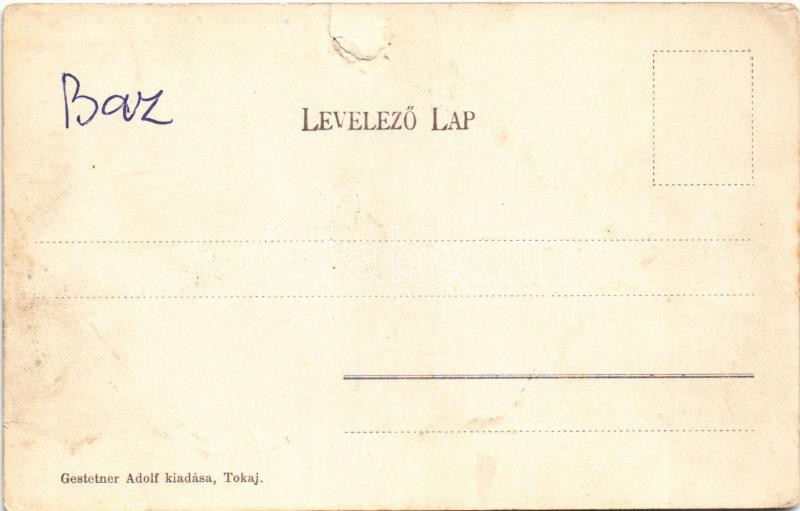 Baz
LEVELEZŐ LAP
Gestetner Adolf kiadása, Tokaj.